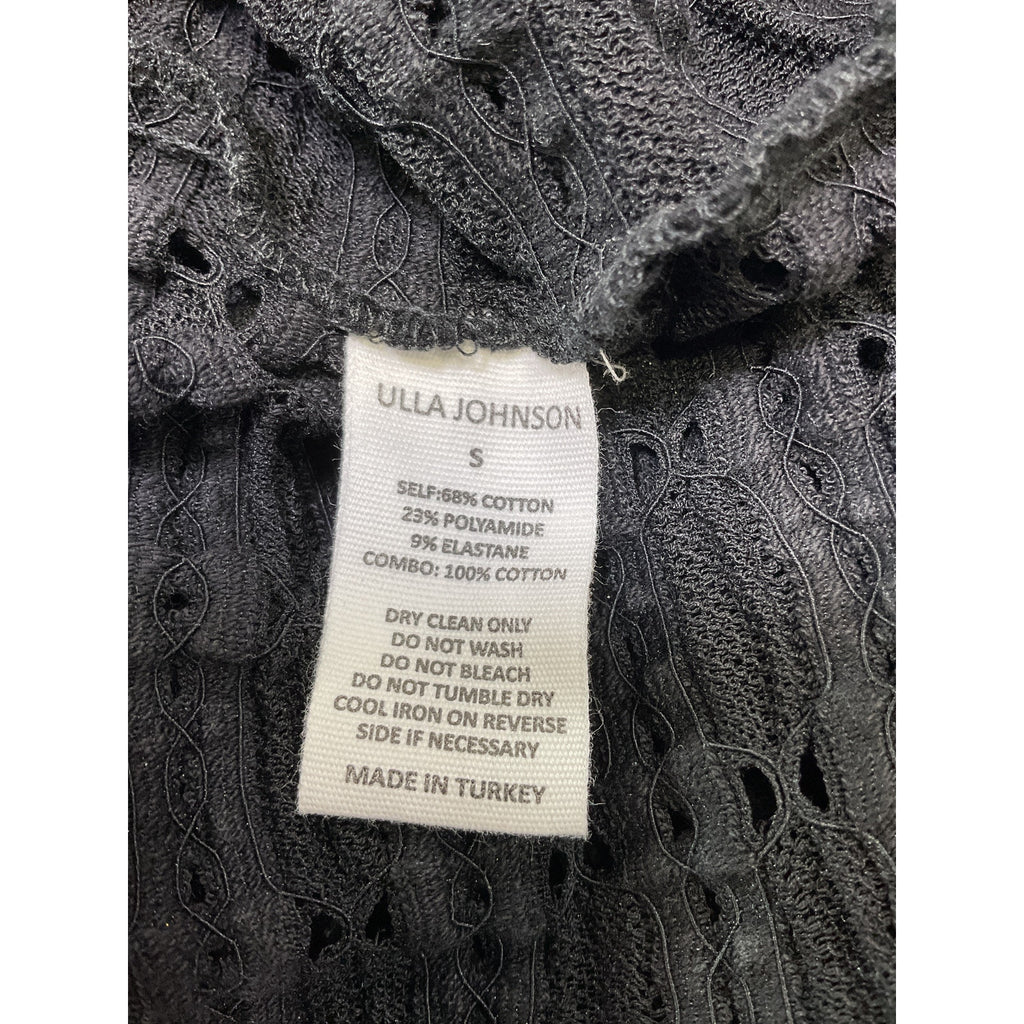 ULLA JOHNSON
S
SELF:68% COTTON
23% POLYAMIDE
9% ELASTANE
COMBO: 100% COTTON
DRY CLEAN ONLY
DO NOT WASH
DO NOT BLEACH
DO NOT TUMBLE DRY
COOL IRON ON REVERSE
SIDE IF NECESSARY
MADE IN TURKEY